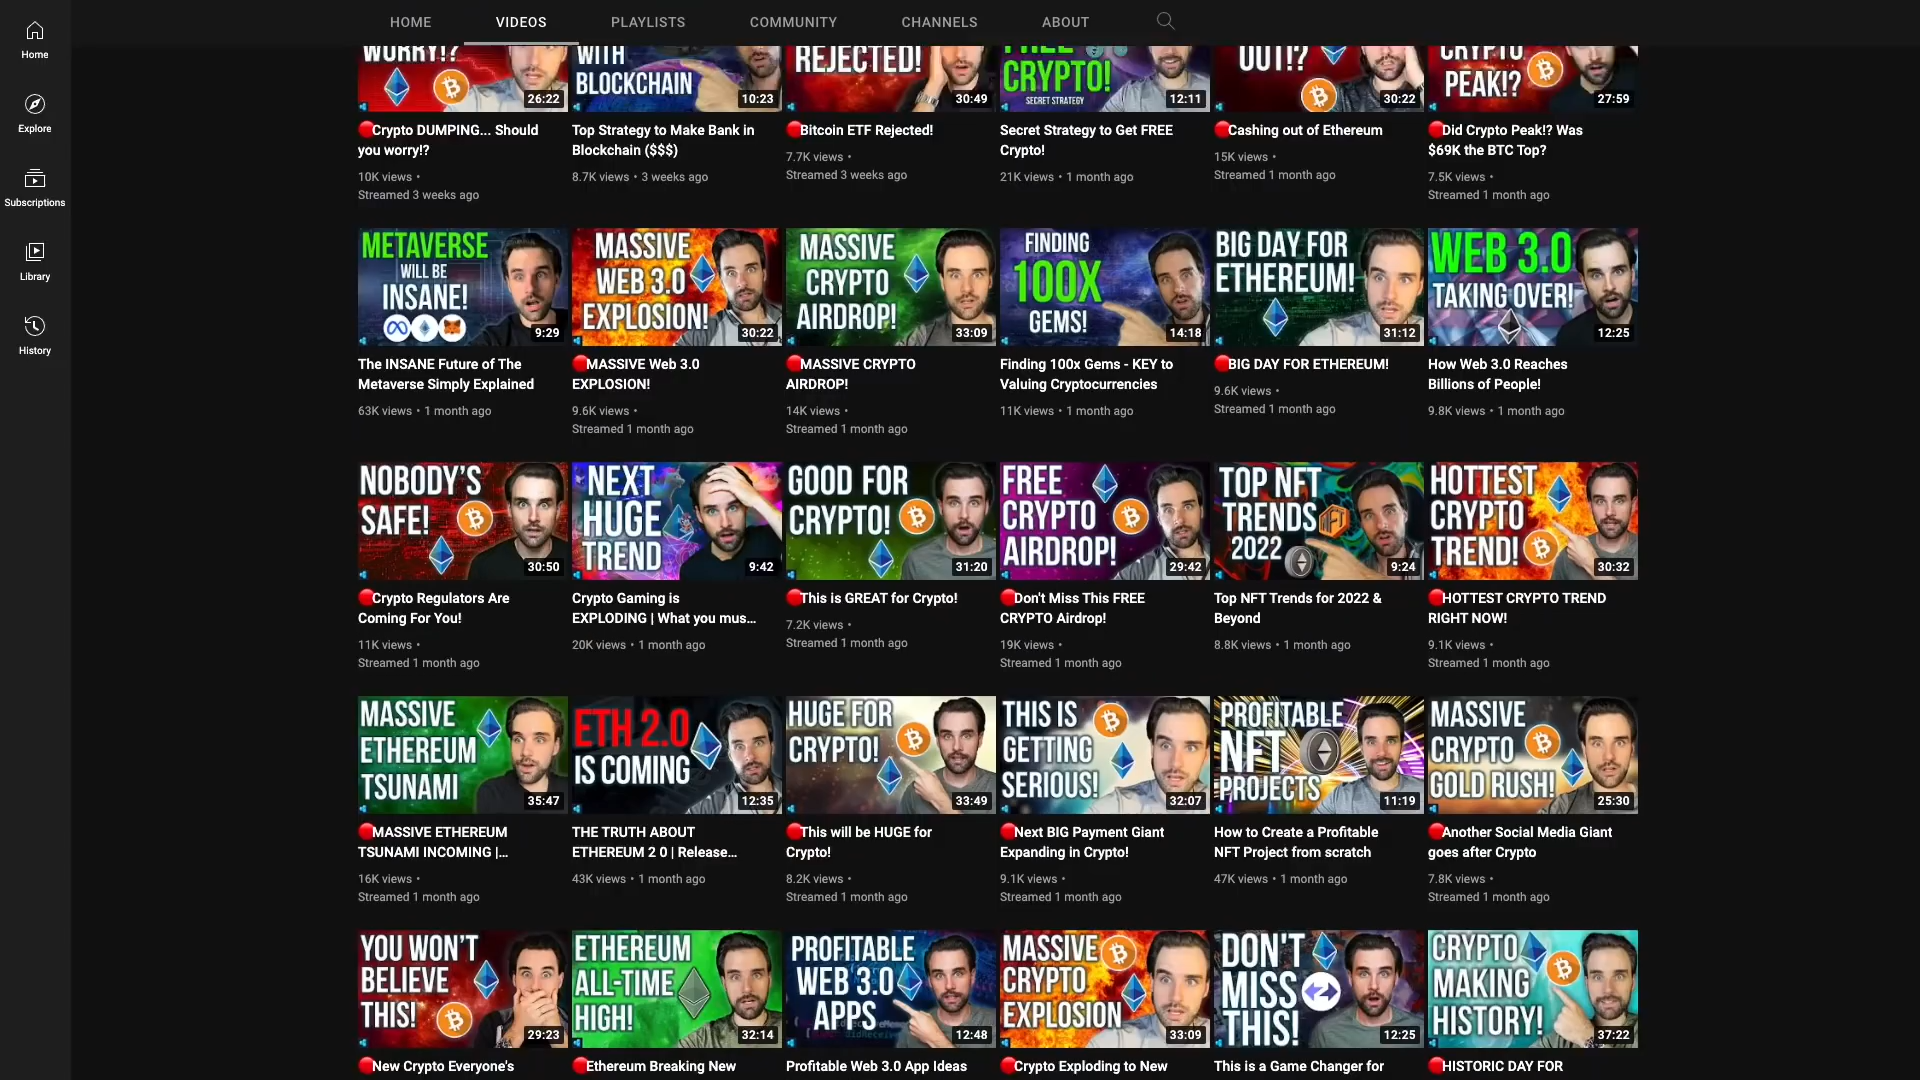 HOME
VIDEOS
PLAYLISTS
COMMUNITY
CHANNELS
ABOUT
Home
Explore
Subscriptions
Library
History
WORRY!?
26:22
WITH
BLOCKCHAIN
10:23
REJECTED!
30:49
FREE
CRYPTO!
SECRET STRATEGY
12:11
OUT!?
30:22
CRYPTO
PEAK!?
27:59
Crypto DUMPING... Should
you worry!?
10K views •
Streamed 3 weeks ago
Top Strategy to Make Bank in
Blockchain ($$$)
8.7K views • 3 weeks ago
Bitcoin ETF Rejected!
7.7K views •
Streamed 3 weeks ago
Secret Strategy to Get FREE
Crypto!
21K views • 1 month ago
Cashing out of Ethereum
15K views •
Streamed 1 month ago
Did Crypto Peak!? Was
$69K the BTC Top?
7.5K views •
Streamed 1 month ago
METAVERSE
WILL BE
INSANE!
9:29
MASSIVE
WEB 3.0
EXPLOSION!
30:22
MASSIVE
CRYPTO
AIRDROP!
33:09
FINDING
100X
GEMS!
14:18
BIG DAY FOR
ETHEREUM!
31:12
WEB 3.0
TAKING OVER!
12:25
The INSANE Future of The
Metaverse Simply Explained
63K views • 1 month ago
MASSIVE Web 3.0
EXPLOSION!
9.6K views •
Streamed 1 month ago
MASSIVE CRYPTO
AIRDROP!
14K views •
Streamed 1 month ago
Finding 100x Gems - KEY to
Valuing Cryptocurrencies
11K views • 1 month ago
BIG DAY FOR ETHEREUM!
9.6K views •
Streamed 1 month ago
How Web 3.0 Reaches
Billions of People!
9.8K views • 1 month ago
NOBODY'S
SAFE!
30:50
NEXT
HUGE
TREND
9:42
GOOD FOR
CRYPTO!
31:20
FREE
CRYPTO
AIRDROP!
29:42
TOP NFT
TRENDS
2022
NFT
9:24
HOTTEST
CRYPTO
TREND!
30:32
Crypto Regulators Are
Coming For You!
11K views •
Streamed 1 month ago
Crypto Gaming is
EXPLODING | What you mus...
20K views • 1 month ago
This is GREAT for Crypto!
7.2K views •
Streamed 1 month ago
Don't Miss This FREE
CRYPTO Airdrop!
19K views •
Streamed 1 month ago
Top NFT Trends for 2022 &
Beyond
8.8K views • 1 month ago
HOTTEST CRYPTO TREND
RIGHT NOW!
9.1K views •
Streamed 1 month ago
MASSIVE
ETHEREUM
TSUNAMI
35:47
ETH 2.0
IS COMING
12:35
HUGE FOR
CRYPTO!
33:49
THIS IS
GETTING
SERIOUS!
32:07
PROFITABLE
NFT
PROJECTS
11:19
MASSIVE
CRYPTO
GOLD RUSH!
25:30
MASSIVE ETHEREUM
TSUNAMI INCOMING |...
16K views •
Streamed 1 month ago
THE TRUTH ABOUT
ETHEREUM 2 0 | Release...
43K views • 1 month ago
This will be HUGE for
Crypto!
8.2K views •
Streamed 1 month ago
Next BIG Payment Giant
Expanding in Crypto!
9.1K views •
Streamed 1 month ago
How to Create a Profitable
NFT Project from scratch
47K views • 1 month ago
Another Social Media Giant
goes after Crypto
7.8K views •
Streamed 1 month ago
YOU WON'T
BELIEVE
THIS!
29:23
ETHEREUM
ALL-TIME
HIGH!
32:14
PROFITABLE
WEB 3.0
APPS
12:48
MASSIVE
CRYPTO
EXPLOSION
33:09
DON'T
MISS
THIS!
12:25
CRYPTO
MAKING
HISTORY!
37:22
New Crypto Everyone's
Ethereum Breaking New
Profitable Web 3.0 App Ideas
Crypto Exploding to New
This is a Game Changer for
HISTORIC DAY FOR